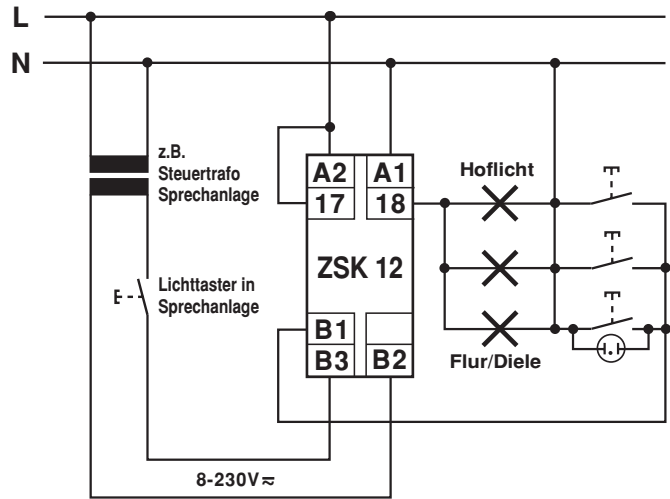 L
N
z.B.
Steuertrafo
Sprechanlage
A2
A1
17
18
Hoflicht
ZSK 12
Lichttaster in
Sprechanlage
B1
B3
B2
Flur/Diele
8-230V≂